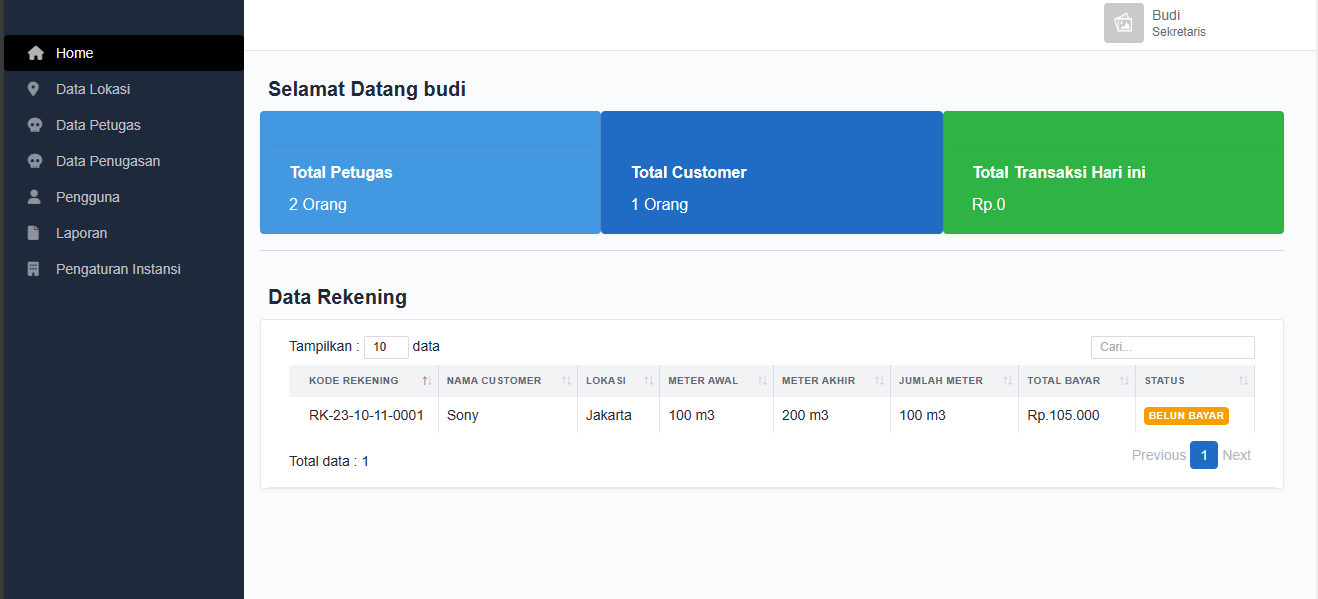 Budi
Sekretaris
Home
Data Lokasi
Data Petugas
Data Penugasan
Pengguna
Laporan
Pengaturan Instansi
Selamat Datang budi
Total Petugas
2 Orang
Total Customer
1 Orang
Total Transaksi Hari ini
Rp.0
Data Rekening
Tampilkan : 10 data
Cari...
KODE REKENING NAMA CUSTOMER LOKASI METER AWAL METER AKHIR JUMLAH METER TOTAL BAYAR STATUS
RK-23-10-11-0001 Sony Jakarta 100 m3 200 m3 100 m3 Rp.105.000 BELUN BAYAR
Total data : 1
Previous 1 Next